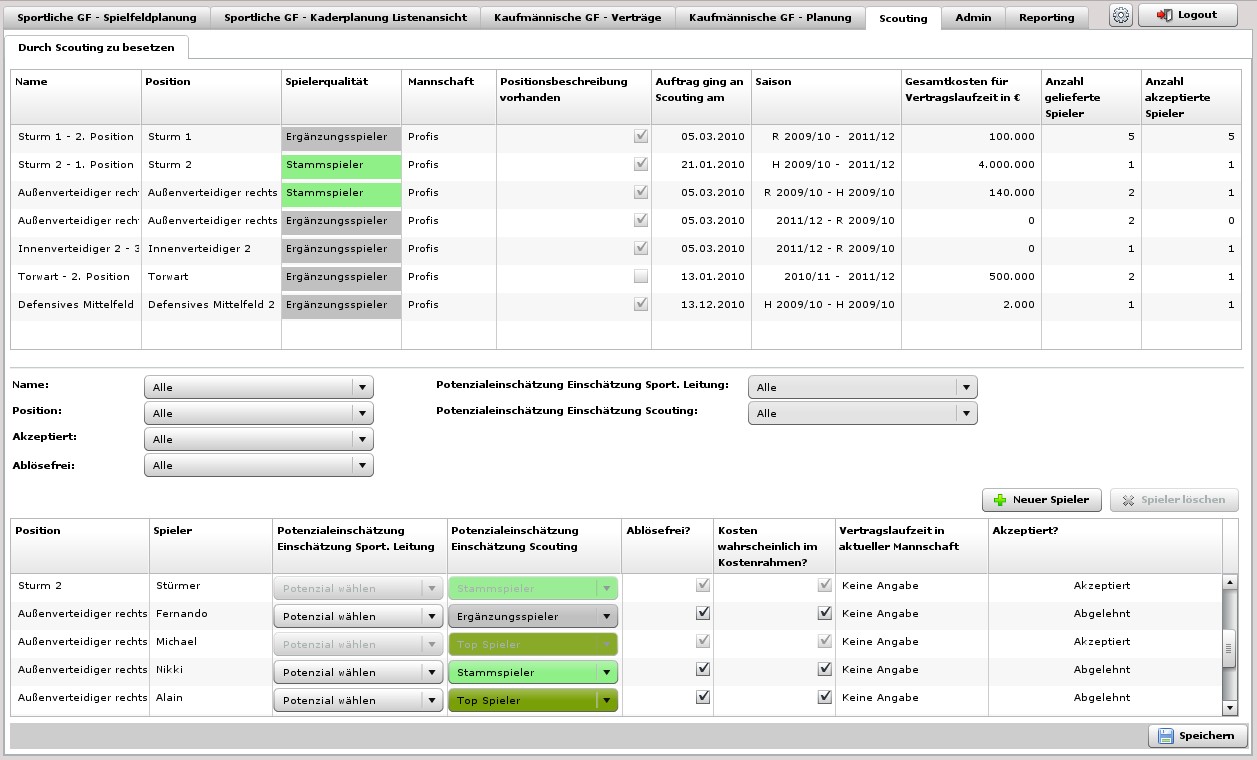 Sportliche GF - Spielfeldplanung Sportliche GF - Kaderplanung Listenansicht Kaufmännische GF - Verträge Kaufmännische GF - Planung Scouting Admin Reporting Logout
Durch Scouting zu besetzen
Name Position Spielerqualität Mannschaft Positionsbeschreibung vorhanden Auftrag ging an Scouting am Saison Gesamtkosten für Vertragslaufzeit in € Anzahl gelieferte Spieler Anzahl akzeptierte Spieler
Sturm 1 - 2. Position Sturm 1 Ergänzungsspieler Profis 05.03.2010 R 2009/10 - 2011/12 100.000 5 5
Sturm 2 - 1. Position Sturm 2 Stammspieler Profis 21.01.2010 H 2009/10 - 2011/12 4.000.000 1 1
Außenverteidiger rech Außenverteidiger rechts Stammspieler Profis 05.03.2010 R 2009/10 - H 2009/10 140.000 2 1
Außenverteidiger rech Außenverteidiger rechts Ergänzungsspieler Profis 05.03.2010 2011/12 - R 2009/10 0 2 0
Innenverteidiger 2 - 3 Innenverteidiger 2 Ergänzungsspieler Profis 05.03.2010 2011/12 - R 2009/10 0 1 1
Torwart - 2. Position Torwart Ergänzungsspieler Profis 13.01.2010 2010/11 - 2011/12 500.000 2 1
Defensives Mittelfeld Defensives Mittelfeld 2 Ergänzungsspieler Profis 13.12.2010 H 2009/10 - H 2009/10 2.000 1 1
Name: Alle Potenzialeinschätzung Einschätzung Sport. Leitung: Alle
Position: Alle Potenzialeinschätzung Einschätzung Scouting: Alle
Akzeptiert: Alle
Ablösefrei: Alle
Neuer Spieler Spieler löschen
Position Spieler Potenzialeinschätzung Einschätzung Sport. Leitung Potenzialeinschätzung Einschätzung Scouting Ablösefrei? Kosten wahrscheinlich im Kostenrahmen? Vertragslaufzeit in aktueller Mannschaft Akzeptiert?
Sturm 2 Stürmer Potenzial wählen Stammspieler Keine Angabe Akzeptiert
Außenverteidiger rechts Fernando Potenzial wählen Ergänzungsspieler Keine Angabe Abgelehnt
Außenverteidiger rechts Michael Potenzial wählen Top Spieler Keine Angabe Akzeptiert
Außenverteidiger rechts Nikki Potenzial wählen Stammspieler Keine Angabe Abgelehnt
Außenverteidiger rechts Alain Potenzial wählen Top Spieler Keine Angabe Abgelehnt
Speichern